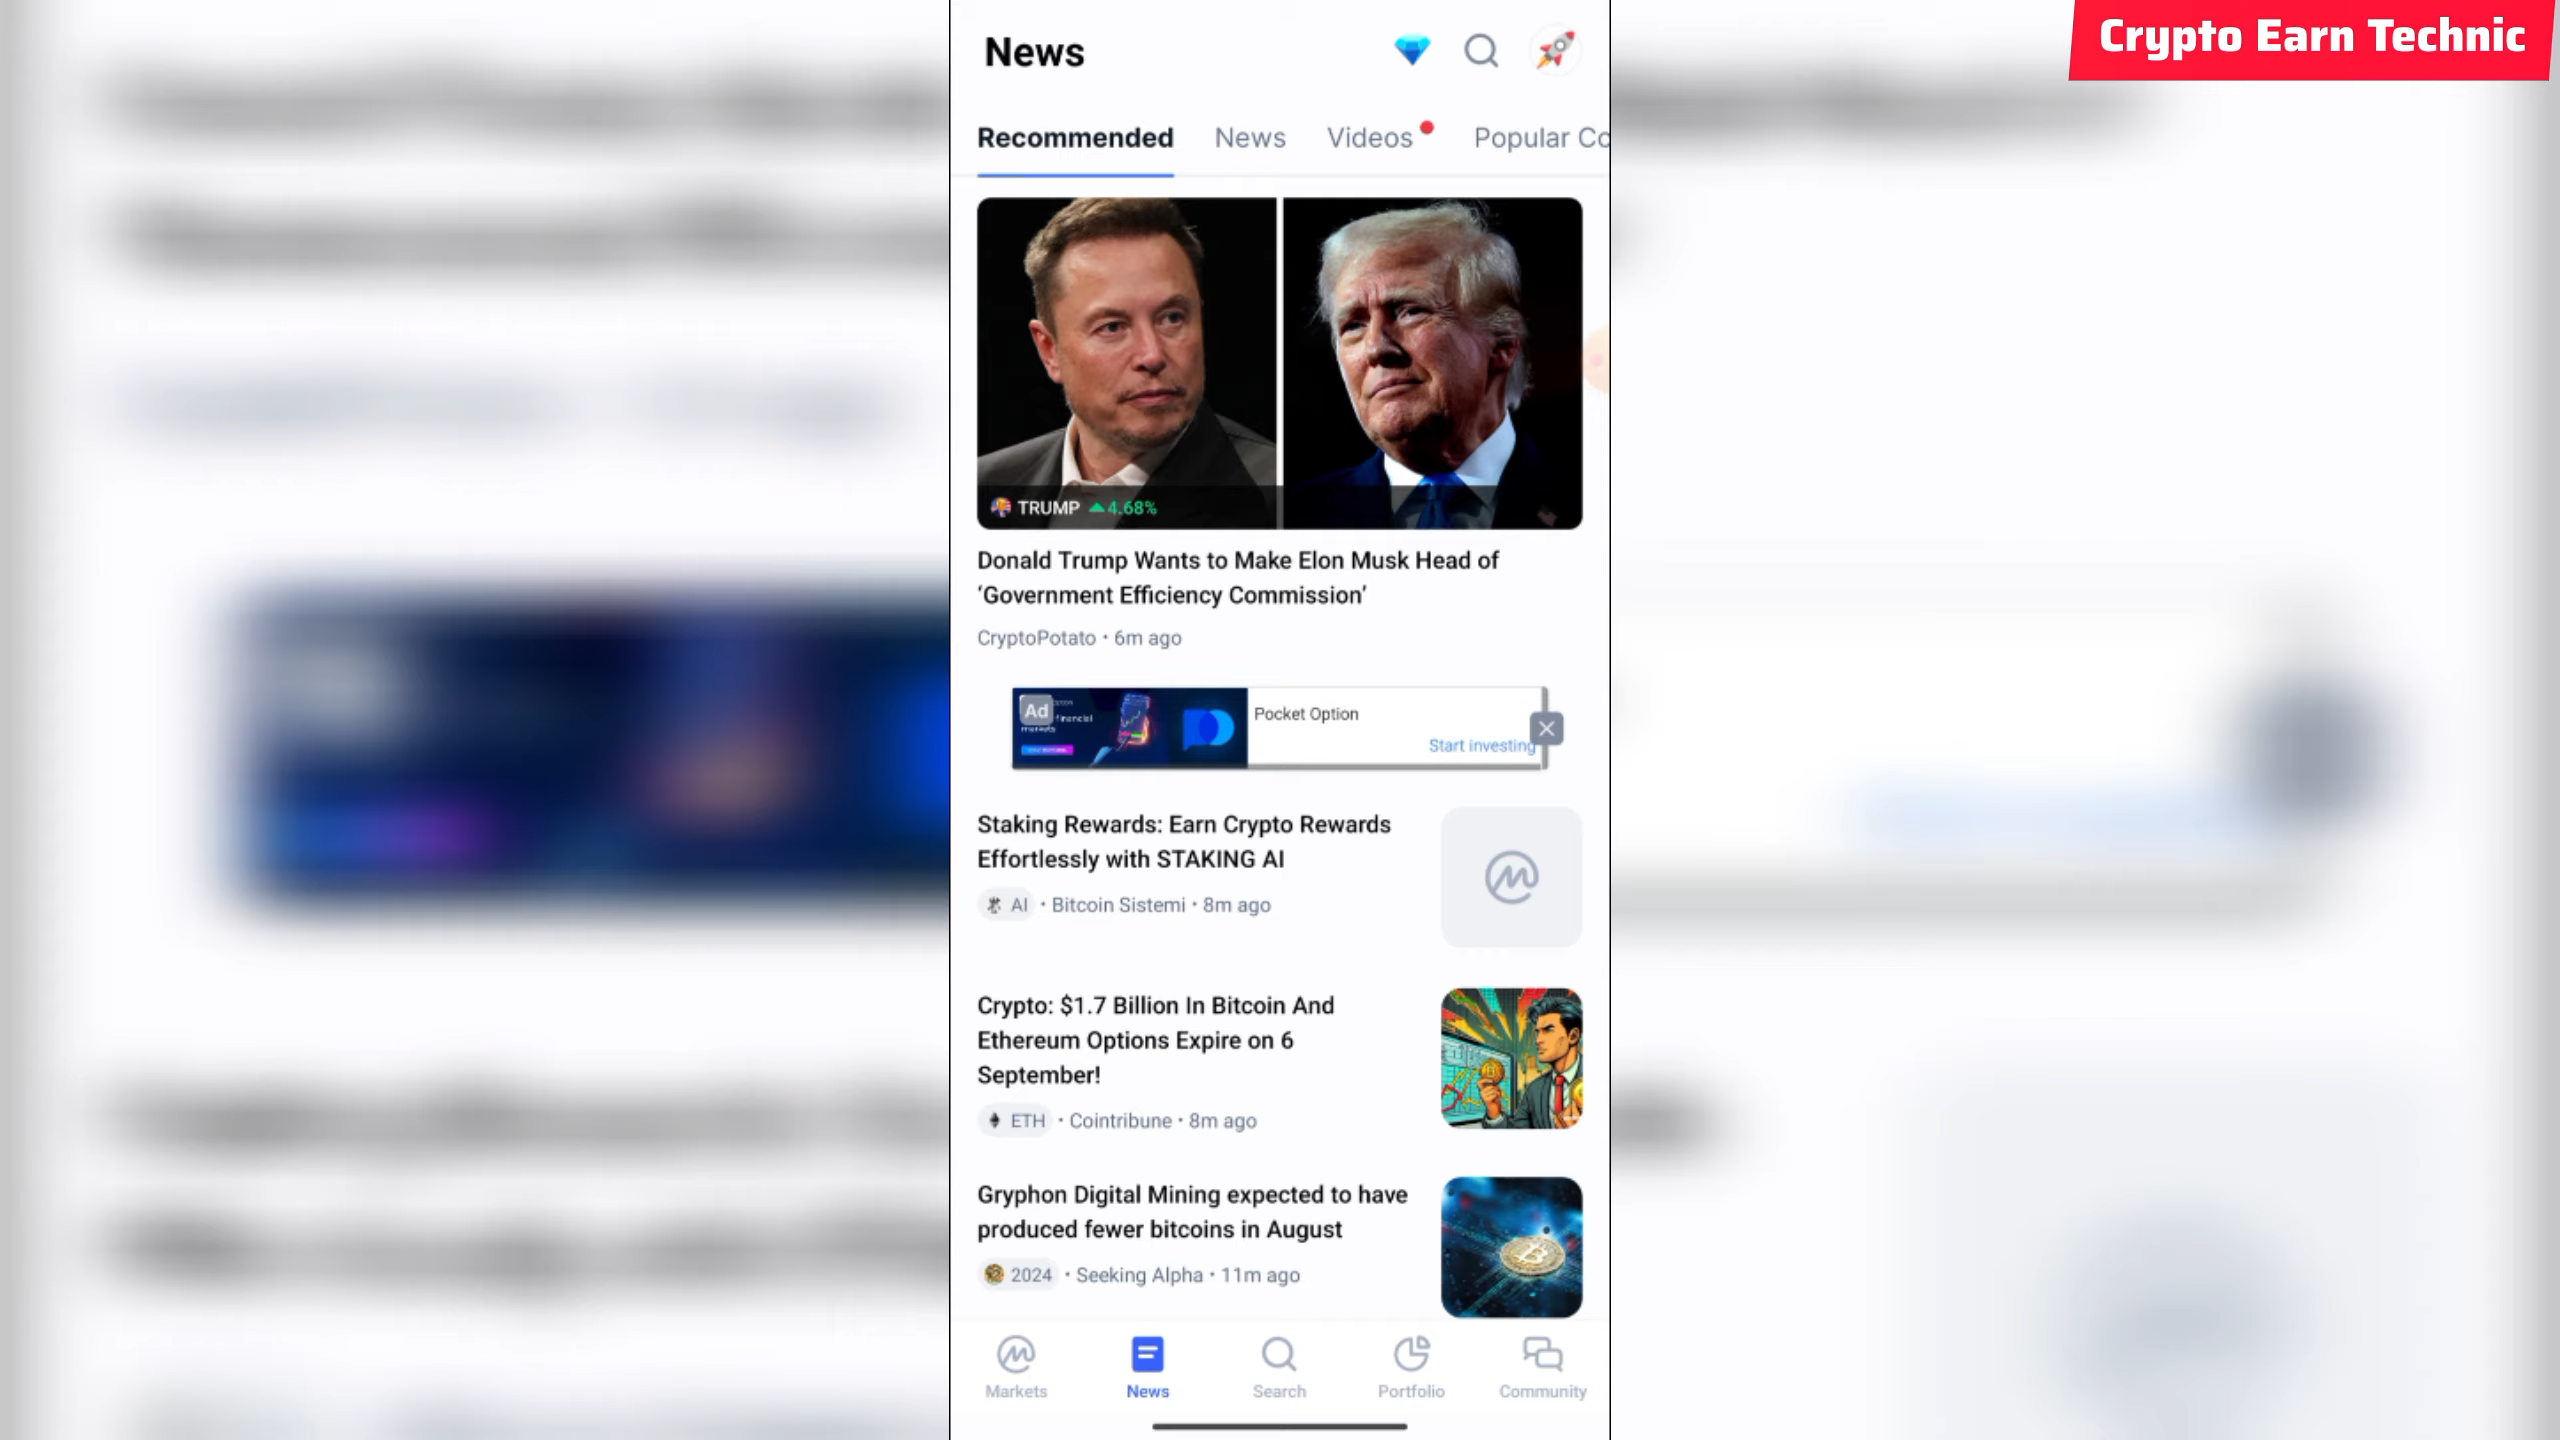 Crypto Earn Technic
News
Recommended
News
Videos
Popular Co
TRUMP 4.68%
Donald Trump Wants to Make Elon Musk Head of
‘Government Efficiency Commission’
CryptoPotato • 6m ago
Ad
financial
markets
Pocket Option
Start investing
Staking Rewards: Earn Crypto Rewards
Effortlessly with STAKING AI
AI • Bitcoin Sistemi • 8m ago
Crypto: $1.7 Billion In Bitcoin And
Ethereum Options Expire on 6
September!
ETH • Cointribune • 8m ago
Gryphon Digital Mining expected to have
produced fewer bitcoins in August
2024 • Seeking Alpha • 11m ago
Markets
News
Search
Portfolio
Community